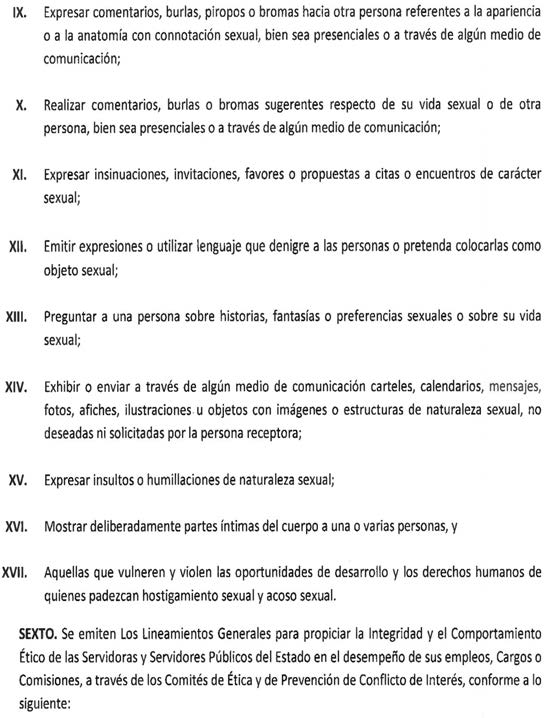 IX. Expresar comentarios, burlas, piropos o bromas hacia otra persona referentes a la apariencia
o a la anatomía con connotación sexual, bien sea presenciales o a través de algún medio de
comunicación;
X. Realizar comentarios, burlas o bromas sugerentes respecto de su vida sexual o de otra
persona, bien sea presenciales o a través de algún medio de comunicación;
XI. Expresar insinuaciones, invitaciones, favores o propuestas a citas o encuentros de carácter
sexual;
XII. Emitir expresiones o utilizar lenguaje que denigre a las personas o pretenda colocarlas como
objeto sexual;
XIII. Preguntar a una persona sobre historias, fantasías o preferencias sexuales o sobre su vida
sexual;
XIV. Exhibir o enviar a través de algún medio de comunicación carteles, calendarios, mensajes,
fotos, afiches, ilustraciones u objetos con imágenes o estructuras de naturaleza sexual, no
deseadas ni solicitadas por la persona receptora;
XV. Expresar insultos o humillaciones de naturaleza sexual;
XVI. Mostrar deliberadamente partes íntimas del cuerpo a una o varias personas, y
XVII. Aquellas que vulneren y violen las oportunidades de desarrollo y los derechos humanos de
quienes padezcan hostigamiento sexual y acoso sexual.
SEXTO. Se emiten Los Lineamientos Generales para propiciar la Integridad y el Comportamiento
Ético de las Servidoras y Servidores Públicos del Estado en el desempeño de sus empleos, Cargos o
Comisiones, a través de los Comités de Ética y de Prevención de Conflicto de Interés, conforme a lo
siguiente: